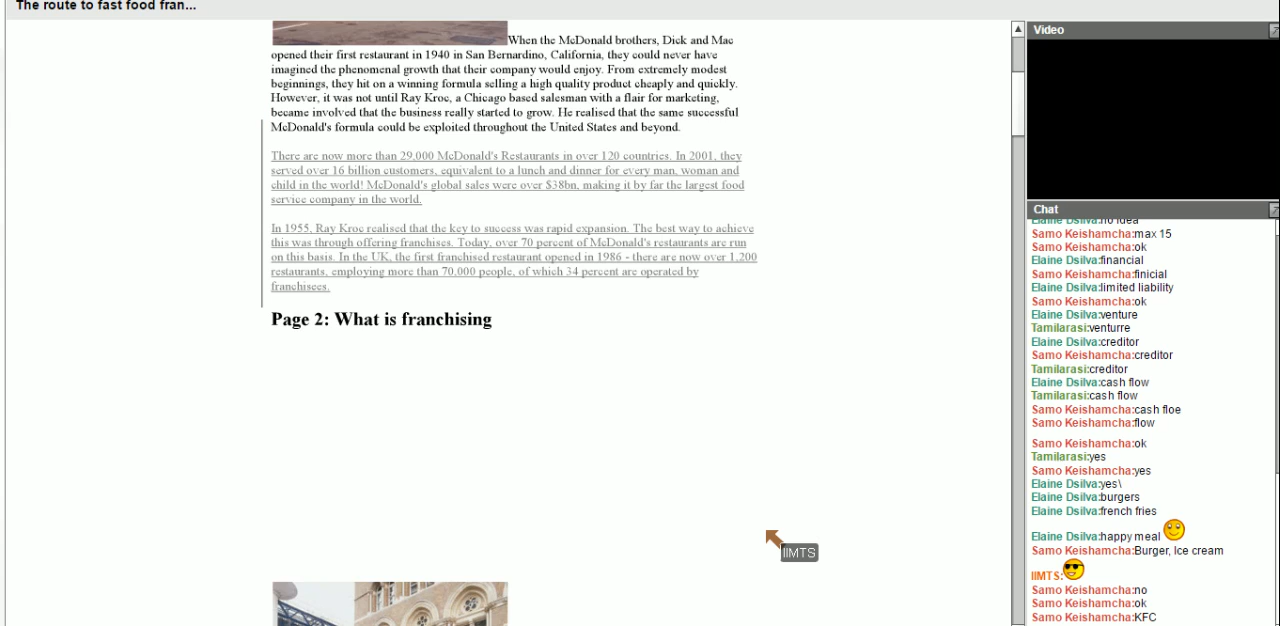 The route to fast food fran...
When the McDonald brothers, Dick and Mac
opened their first restaurant in 1940 in San Bernardino, California, they could never have
imagined the phenomenal growth that their company would enjoy. From extremely modest
beginnings, they hit on a winning formula selling a high quality product cheaply and quickly.
However, it was not until Ray Kroc, a Chicago based salesman with a flair for marketing,
became involved that the business really started to grow. He realised that the same successful
McDonald's formula could be exploited throughout the United States and beyond.
There are now more than 29,000 McDonald's Restaurants in over 120 countries. In 2001, they
served over 16 billion customers, equivalent to a lunch and dinner for every man, woman and
child in the world! McDonald's global sales were over $38bn, making it by far the largest food
service company in the world.
In 1955, Ray Kroc realised that the key to success was rapid expansion. The best way to achieve
this was through offering franchises. Today, over 70 percent of McDonald's restaurants are run
on this basis. In the UK, the first franchised restaurant opened in 1986 - there are now over 1,200
restaurants, employing more than 70,000 people, of which 34 percent are operated by
franchisees.
Page 2: What is franchising
IIMTS
Video
Chat
Elaine Dsilva:no idea
Samo Keishamcha:max 15
Samo Keishamcha:ok
Elaine Dsilva:financial
Samo Keishamcha:finicial
Elaine Dsilva:limited liability
Samo Keishamcha:ok
Elaine Dsilva:venture
Tamilarasi:venturre
Elaine Dsilva:creditor
Samo Keishamcha:creditor
Tamilarasi:creditor
Elaine Dsilva:cash flow
Tamilarasi:cash flow
Samo Keishamcha:cash floe
Samo Keishamcha:flow
Samo Keishamcha:ok
Tamilarasi:yes
Samo Keishamcha:yes
Elaine Dsilva:yes\
Elaine Dsilva:burgers
Elaine Dsilva:french fries
Elaine Dsilva:happy meal
Samo Keishamcha:Burger, Ice cream
IIMTS:
Samo Keishamcha:no
Samo Keishamcha:ok
Samo Keishamcha:KFC